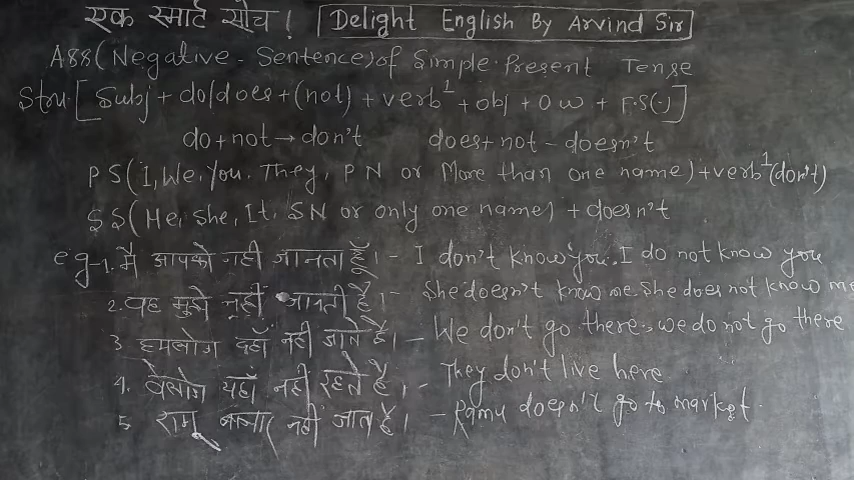 एक स्मार्ट सोच ! Delight English By Arvind Sir
A88 (Negative - Sentences) of Simple Present Tense
Stru [ Subj + do/does + (not) + verb¹ + obj + O w + F.S(.) ]
do + not → don't does + not - doesn't
P S ( I, We, You, They, P N or More than one name) + verb¹ (don't)
S S ( He, She, It, S N or only one name) + doesn't
e g - 1. मै आपको नही जानता हूँ। - I don't know you. I do not know you
2. वह मुझे नहीं जानती है। - She doesn't know me She does not know me
3 हमलोग वहाँ नही जाते है। - We don't go there, we do not go there
4. वेलोग यहाँ नहीं रहते है। - They don't live here
5. रामू बाजार नहीं जाता है। - Ramu doesn't go to market.